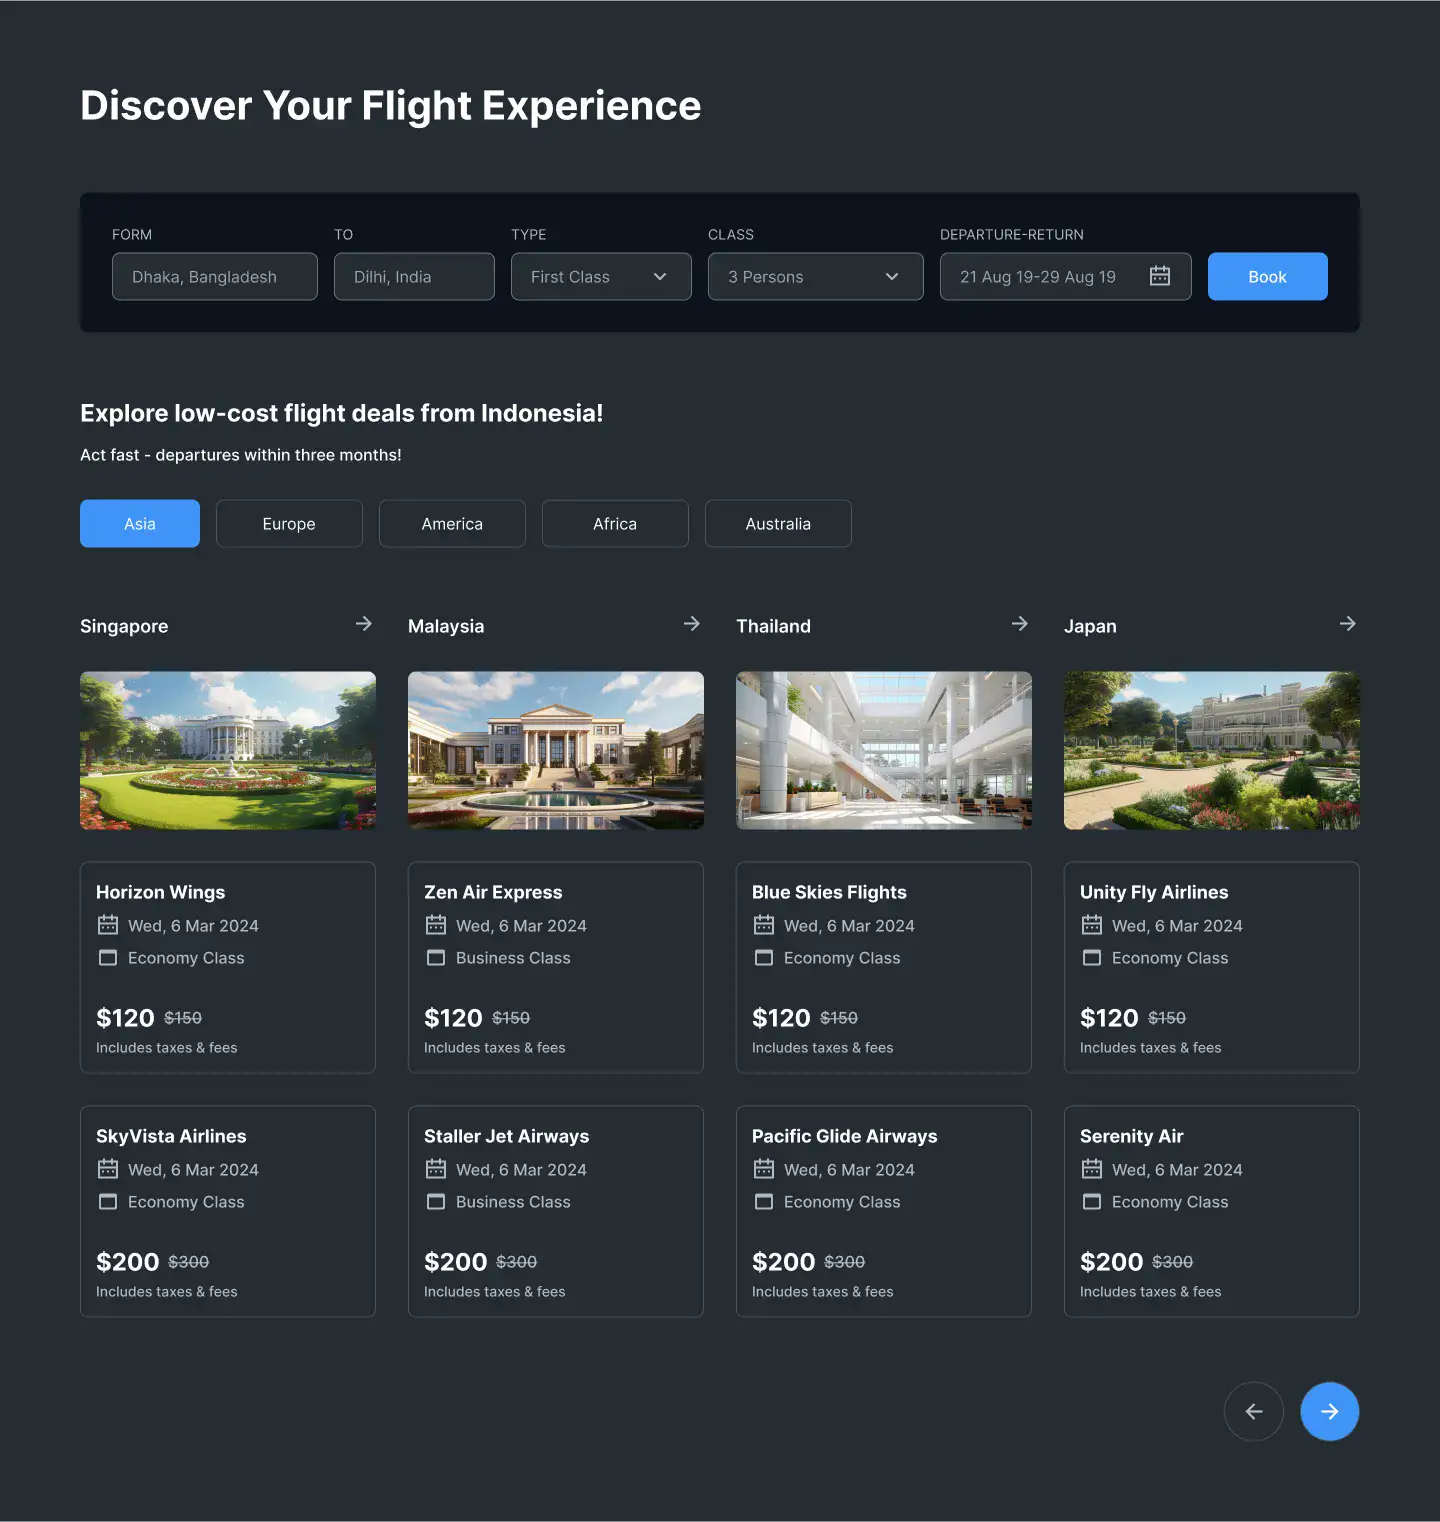 Discover Your Flight Experience
FORM
Dhaka, Bangladesh
TO
Dilhi, India
TYPE
First Class
CLASS
3 Persons
DEPARTURE-RETURN
21 Aug 19-29 Aug 19
Book
Explore low-cost flight deals from Indonesia!
Act fast - departures within three months!
Asia
Europe
America
Africa
Australia
Singapore
Malaysia
Thailand
Japan
Horizon Wings
Wed, 6 Mar 2024
Economy Class
$120 $150
Includes taxes & fees
Zen Air Express
Wed, 6 Mar 2024
Business Class
$120 $150
Includes taxes & fees
Blue Skies Flights
Wed, 6 Mar 2024
Economy Class
$120 $150
Includes taxes & fees
Unity Fly Airlines
Wed, 6 Mar 2024
Economy Class
$120 $150
Includes taxes & fees
SkyVista Airlines
Wed, 6 Mar 2024
Economy Class
$200 $300
Includes taxes & fees
Staller Jet Airways
Wed, 6 Mar 2024
Business Class
$200 $300
Includes taxes & fees
Pacific Glide Airways
Wed, 6 Mar 2024
Economy Class
$200 $300
Includes taxes & fees
Serenity Air
Wed, 6 Mar 2024
Economy Class
$200 $300
Includes taxes & fees